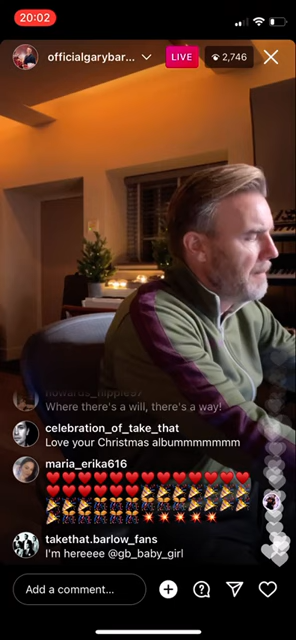 20:02
officialgarybar...
LIVE
2,746
howards_hippie97
Where there's a will, there's a way!
celebration_of_take_that
Love your Christmas albummmmmmm
maria_erika616
takethat.barlow_fans
I'm hereeee @gb_baby_girl
Add a comment...